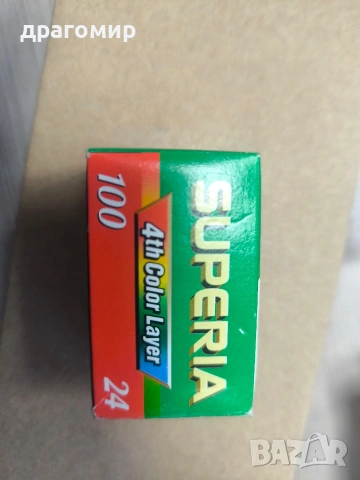 драгомир
SUPERIA
4th Color Layer
100
24
BAZAR